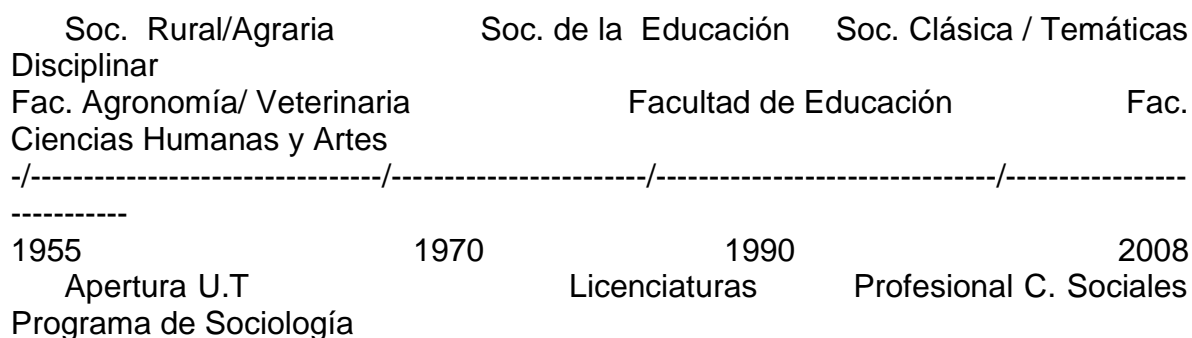 Soc. Rural/Agraria Soc. de la Educación Soc. Clásica / Temáticas
Disciplinar
Fac. Agronomía/ Veterinaria Facultad de Educación Fac.
Ciencias Humanas y Artes
-/---------------------------------/------------------------/--------------------------------/-----------------
-----------
1955 1970 1990 2008
Apertura U.T Licenciaturas Profesional C. Sociales
Programa de Sociología